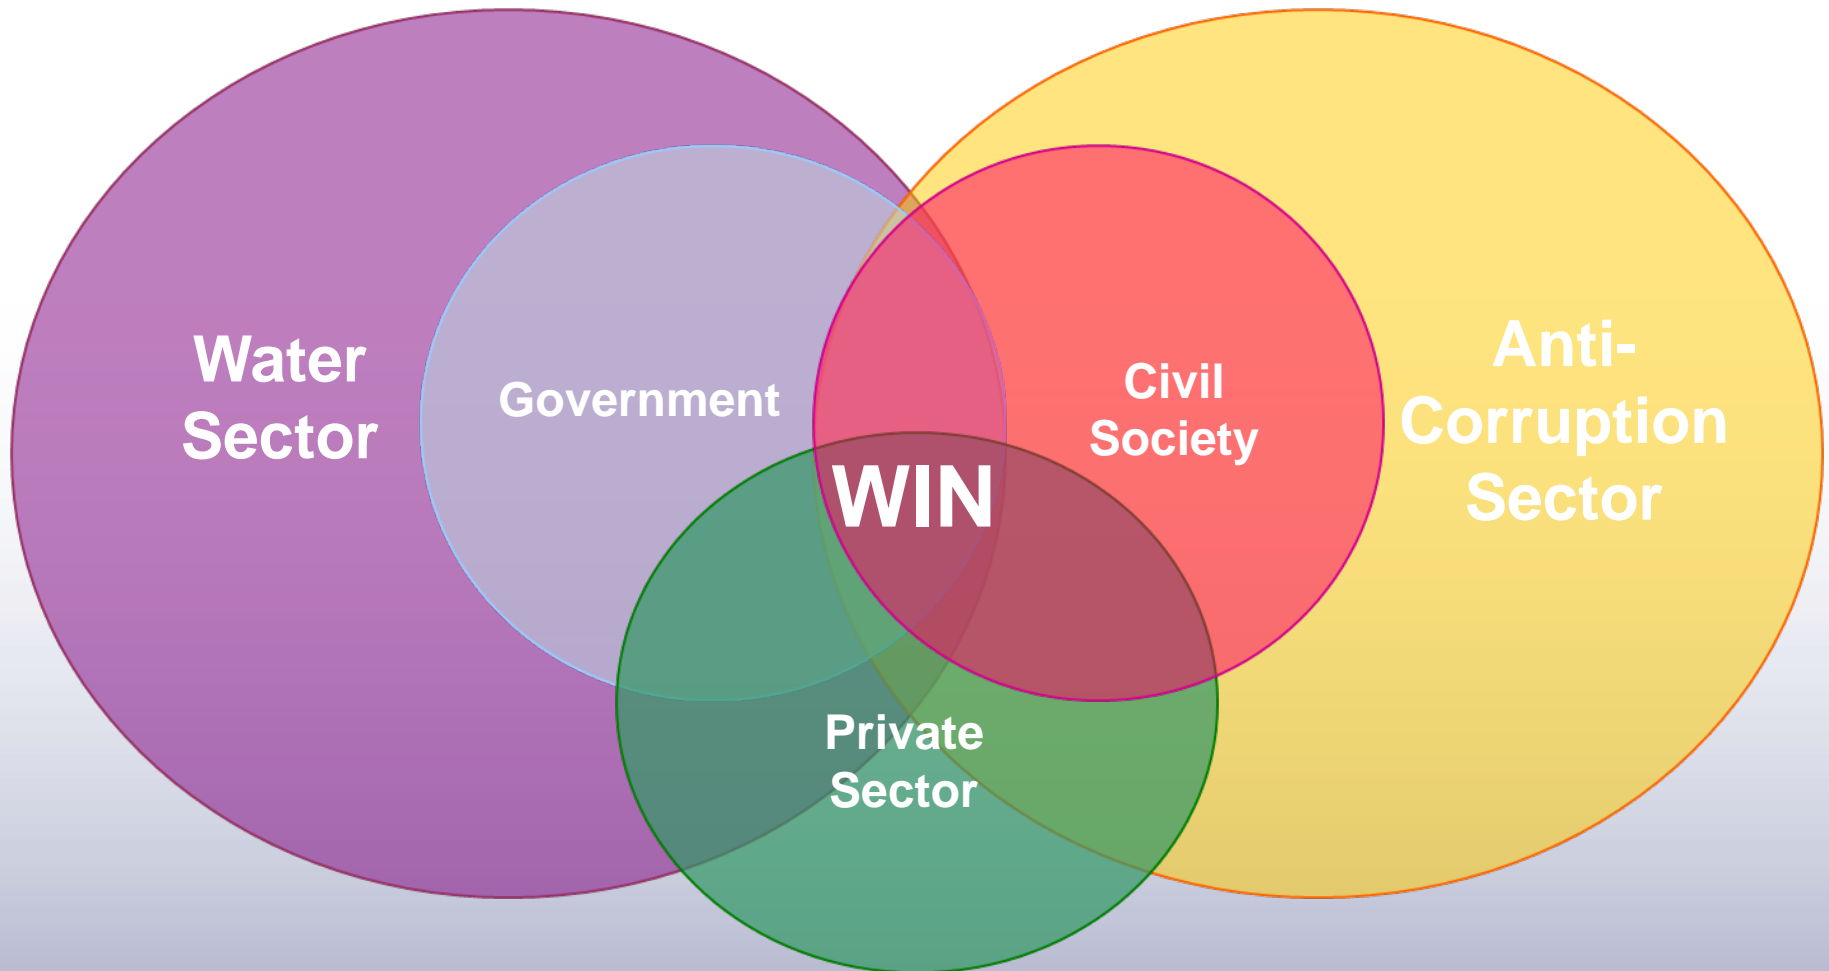 Water
Sector
Government
WIN
Civil
Society
Anti-
Corruption
Sector
Private
Sector